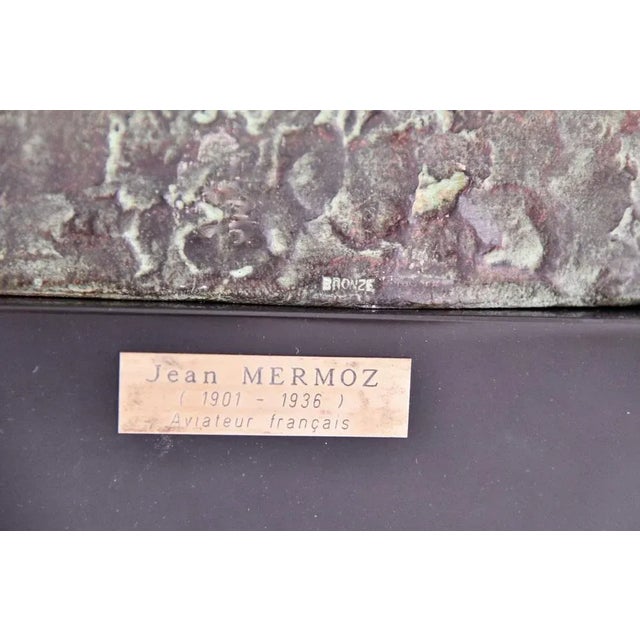 BRONZE
Jean MERMOZ
( 1901 - 1936 )
Aviateur français